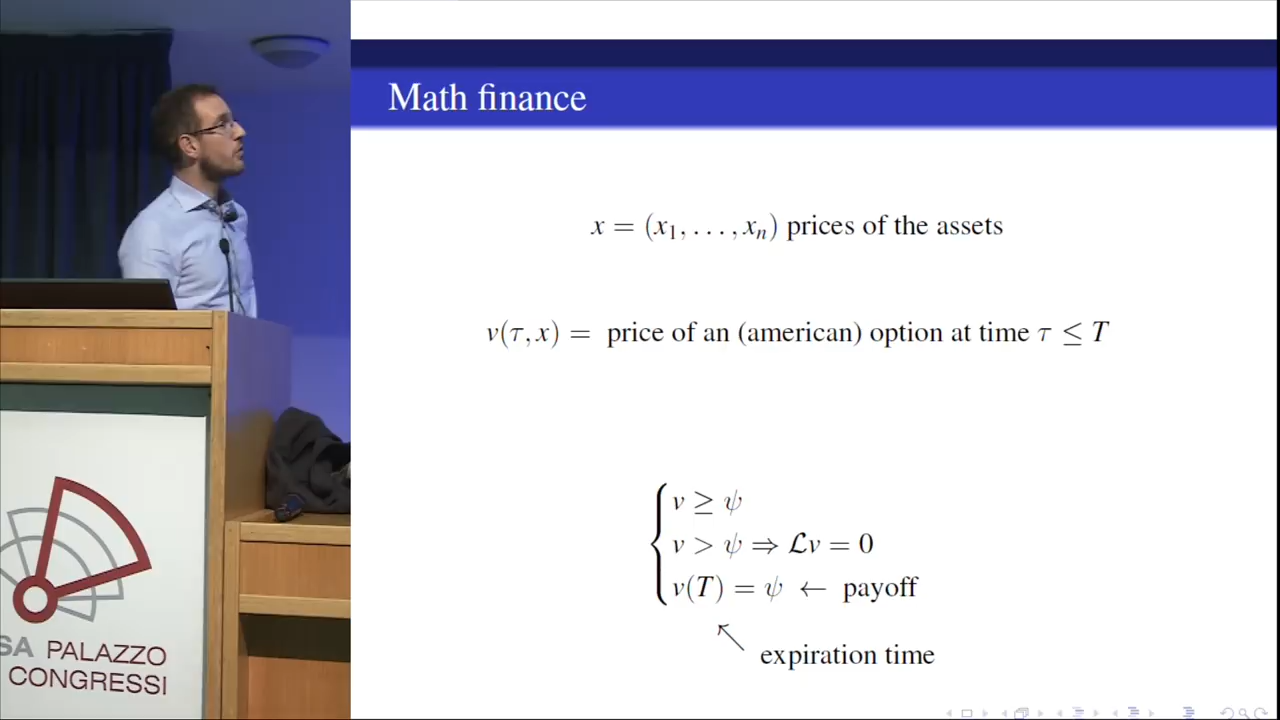 Math finance
x = (x₁, . . . , xₙ) prices of the assets
v(τ, x) = price of an (american) option at time τ ≤ T
v ≥ ψ
v > ψ ⇒ ℒv = 0
v(T) = ψ ← payoff
expiration time
SA PALAZZO
CONGRESSI